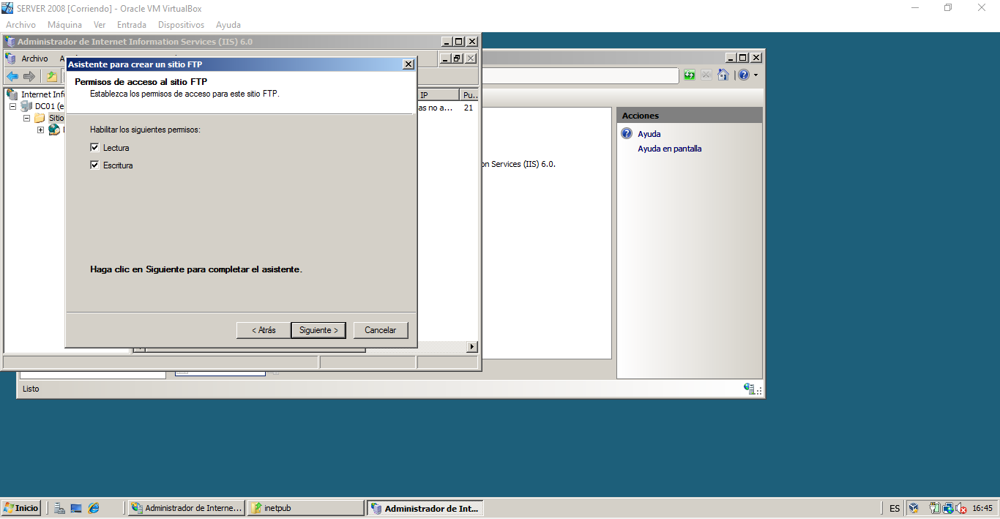 SERVER 2008 [Corriendo] - Oracle VM VirtualBox
Archivo Máquina Ver Entrada Dispositivos Ayuda
Administrador de Internet Information Services (IIS) 6.0
Archivo A
Asistente para crear un sitio FTP
Permisos de acceso al sitio FTP
Establezca los permisos de acceso para este sitio FTP.
Internet Inf
DC01 (e
Sitio
IP Pu...
as no a... 21
Habilitar los siguientes permisos:
Lectura
Escritura
Haga clic en Siguiente para completar el asistente.
< Atrás Siguiente > Cancelar
on Services (IIS) 6.0.
Acciones
Ayuda
Ayuda en pantalla
Listo
Inicio Administrador de Interne... inetpub Administrador de Int... ES 16:45